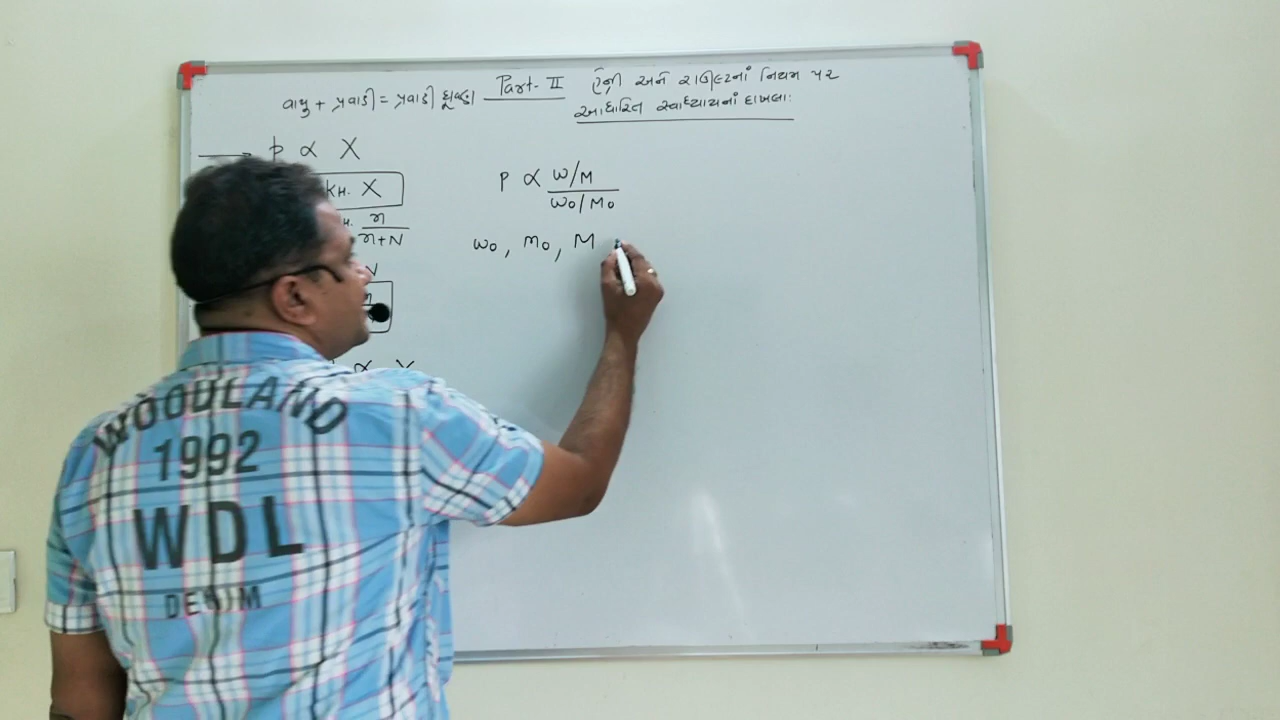 વાયુ + પ્રવાહી = પ્રવાહી દ્રાવણ
Part-II હેન્રી અને રાઉલ્ટનાં નિયમ પર
આધારિત સ્વાધ્યાયનાં દાખલા:
p ∝ X
KH. X
n
n+N
p ∝ w/M
w₀/M₀
w₀, m₀, M
∝
WOODLAND
1992
WDL
DENIM